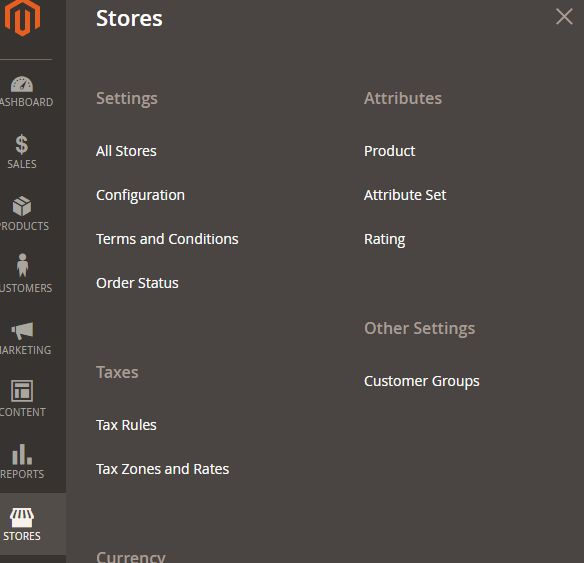 Stores
ASHBOARD
SALES
RODUCTS
USTOMERS
MARKETING
CONTENT
REPORTS
STORES
Settings
All Stores
Configuration
Terms and Conditions
Order Status
Taxes
Tax Rules
Tax Zones and Rates
Currency
Attributes
Product
Attribute Set
Rating
Other Settings
Customer Groups